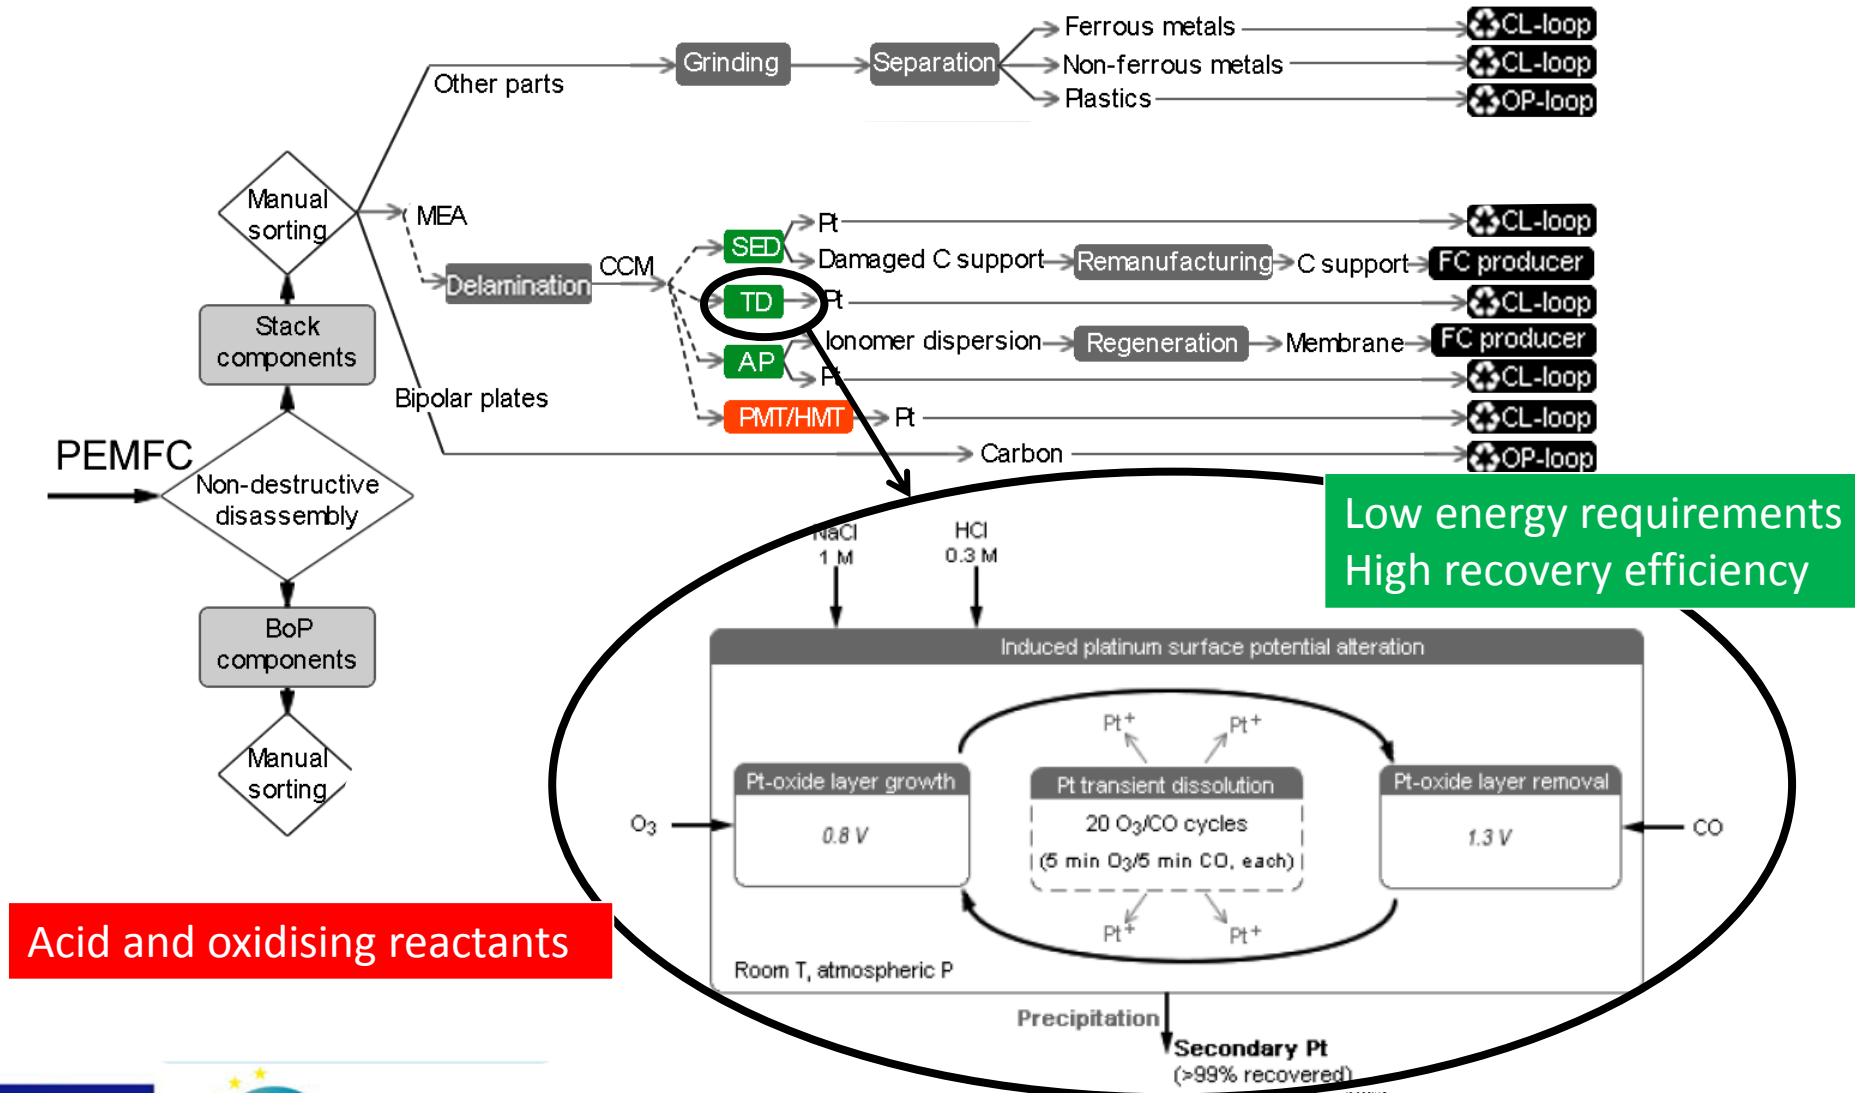 Other parts
Grinding
Separation
Ferrous metals
CL-loop
Non-ferrous metals
CL-loop
Plastics
OP-loop
Manual
sorting
MEA
Delamination
CCM
SED
Pt
CL-loop
Damaged C support
Remanufacturing
C support
FC producer
TD
Pt
CL-loop
AP
Ionomer dispersion
Regeneration
Membrane
FC producer
Pt
CL-loop
PMT/HMT
Pt
CL-loop
Bipolar plates
Carbon
OP-loop
Stack
components
PEMFC
Non-destructive
disassembly
BoP
components
Manual
sorting
Low energy requirements
High recovery efficiency
NaCl
1 M
HCl
0.3 M
Induced platinum surface potential alteration
Pt+
Pt+
Pt-oxide layer growth
0.8 V
Pt transient dissolution
20 O3/CO cycles
(5 min O3/5 min CO, each)
Pt-oxide layer removal
1.3 V
O3
CO
Pt+
Pt+
Room T, atmospheric P
Acid and oxidising reactants
Precipitation
Secondary Pt
(>99% recovered)